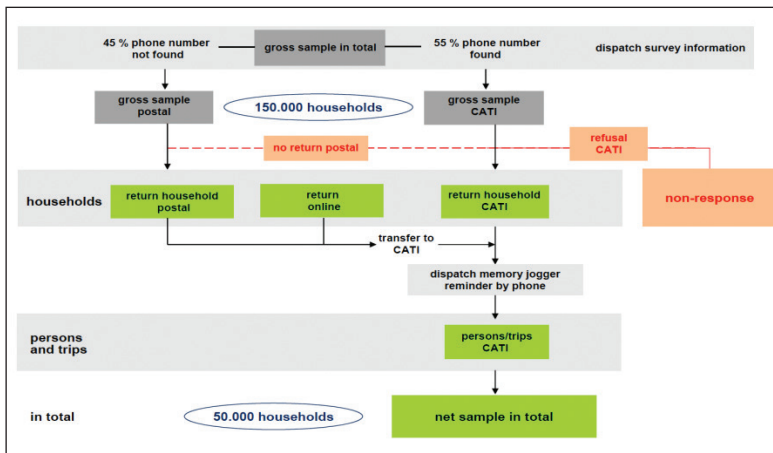 45 % phone number
not found
gross sample in total
55 % phone number
found
dispatch survey information
gross sample
postal
150.000 households
gross sample
CATI
no return postal
refusal
CATI
households
return household
postal
return
online
return household
CATI
non-response
transfer to
CATI
dispatch memory jogger
reminder by phone
persons
and trips
persons/trips
CATI
in total
50.000 households
net sample in total